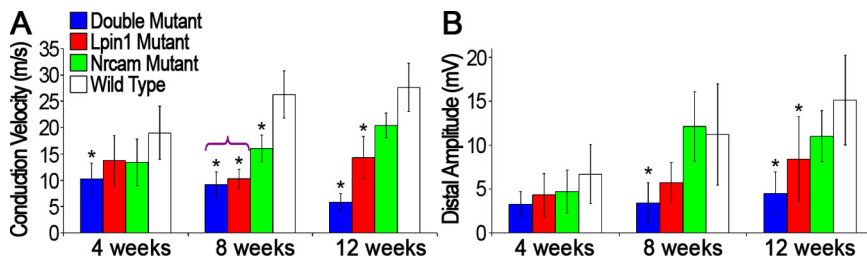 A
Double Mutant
Lpin1 Mutant
Nrcam Mutant
Wild Type
Conduction Velocity (m/s)
35
30
25
20
15
10
5
0
*
* * *
* *
4 weeks 8 weeks 12 weeks
B
Distal Amplitude (mV)
20
15
10
5
0
*
* *
4 weeks 8 weeks 12 weeks